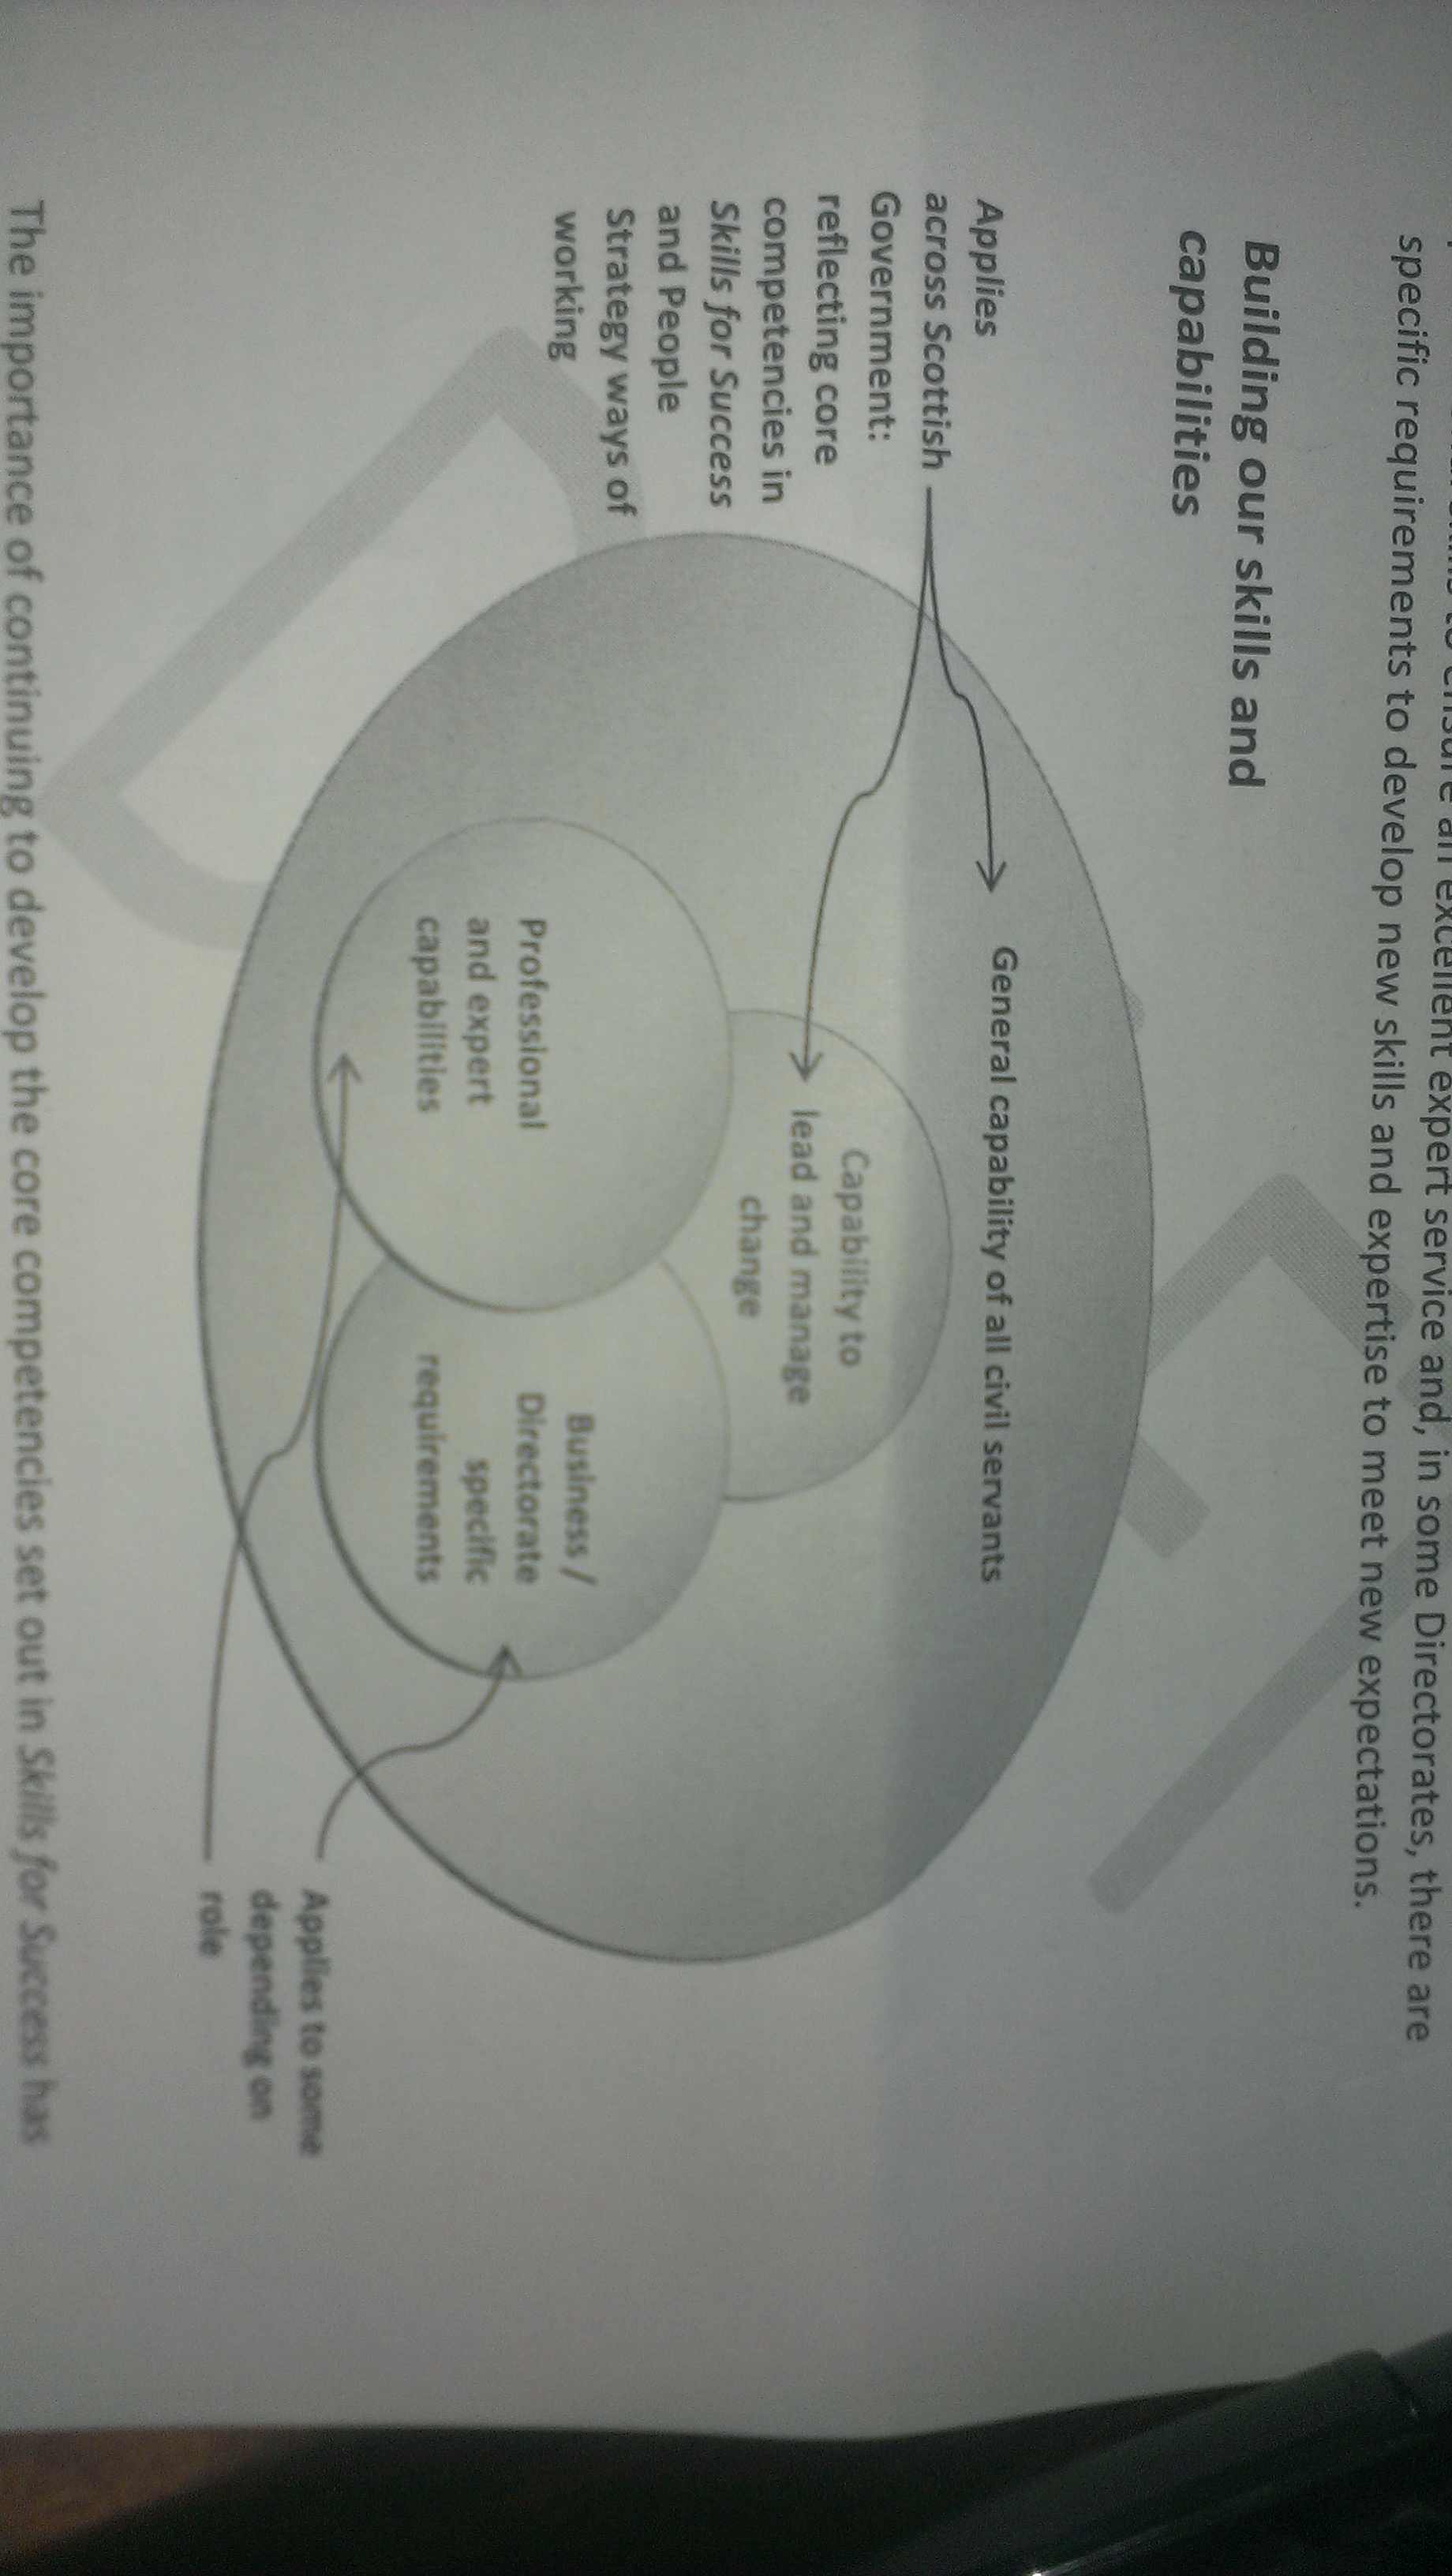 to ensure an excellent expert service and, in some Directorates, there are
specific requirements to develop new skills and expertise to meet new expectations.
Building our skills and
capabilities
Applies
across Scottish
Government:
reflecting core
competencies in
Skills for Success
and People
Strategy ways of
working
General capability of all civil servants
Capability to
lead and manage
change
Professional
and expert
capabilities
Business /
Directorate
specific
requirements
Applies to some
depending on
role
The importance of continuing to develop the core competencies set out in Skills for Success has